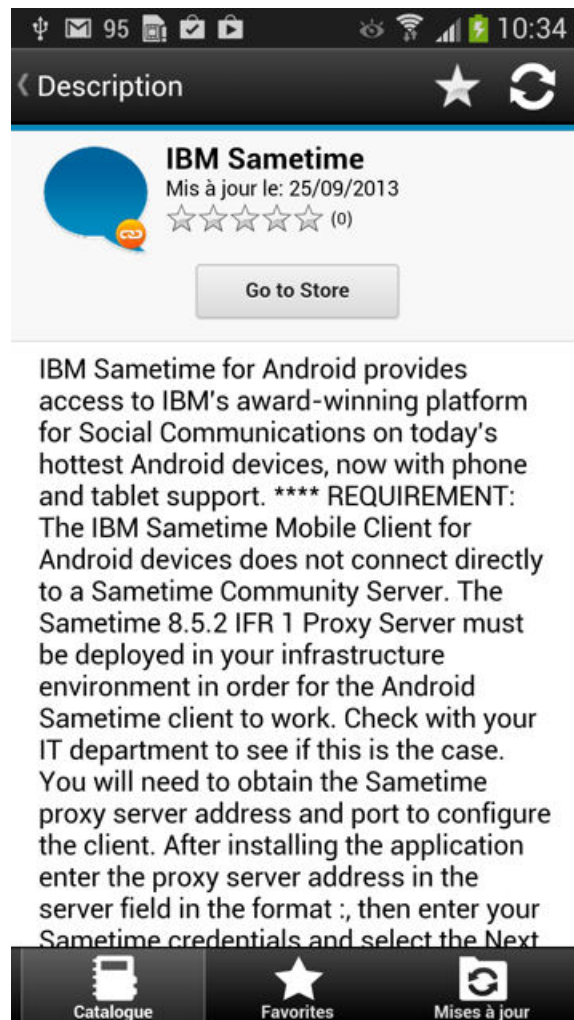 95 10:34
Description
IBM Sametime
Mis à jour le: 25/09/2013
(0)
Go to Store
IBM Sametime for Android provides
access to IBM's award-winning platform
for Social Communications on today's
hottest Android devices, now with phone
and tablet support. **** REQUIREMENT:
The IBM Sametime Mobile Client for
Android devices does not connect directly
to a Sametime Community Server. The
Sametime 8.5.2 IFR 1 Proxy Server must
be deployed in your infrastructure
environment in order for the Android
Sametime client to work. Check with your
IT department to see if this is the case.
You will need to obtain the Sametime
proxy server address and port to configure
the client. After installing the application
enter the proxy server address in the
server field in the format :, then enter your
Sametime credentials and select the Next
Catalogue Favorites Mises à jour